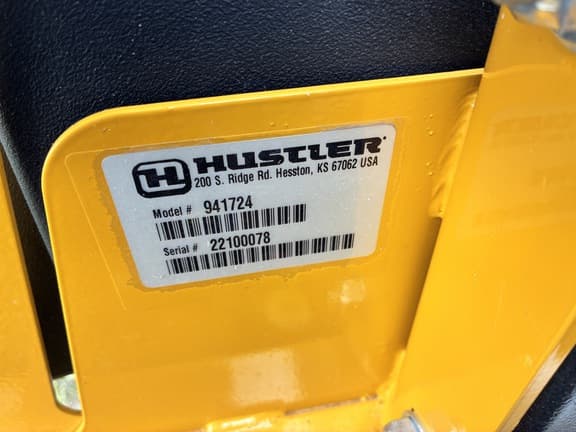 H HUSTLER
200 S. Ridge Rd. Hesston, KS 67062 USA
Model # 941724
Serial # 22100078